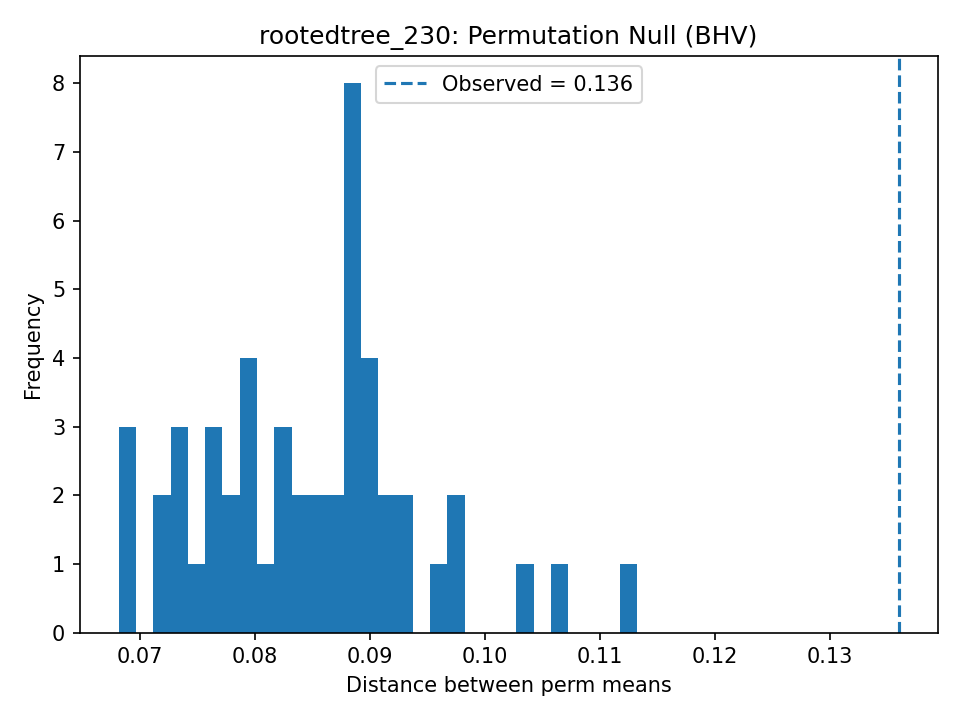 rootedtree_230: Permutation Null (BHV)
Observed = 0.136
Frequency
8
7
6
5
4
3
2
1
0
0.07 0.08 0.09 0.10 0.11 0.12 0.13
Distance between perm means